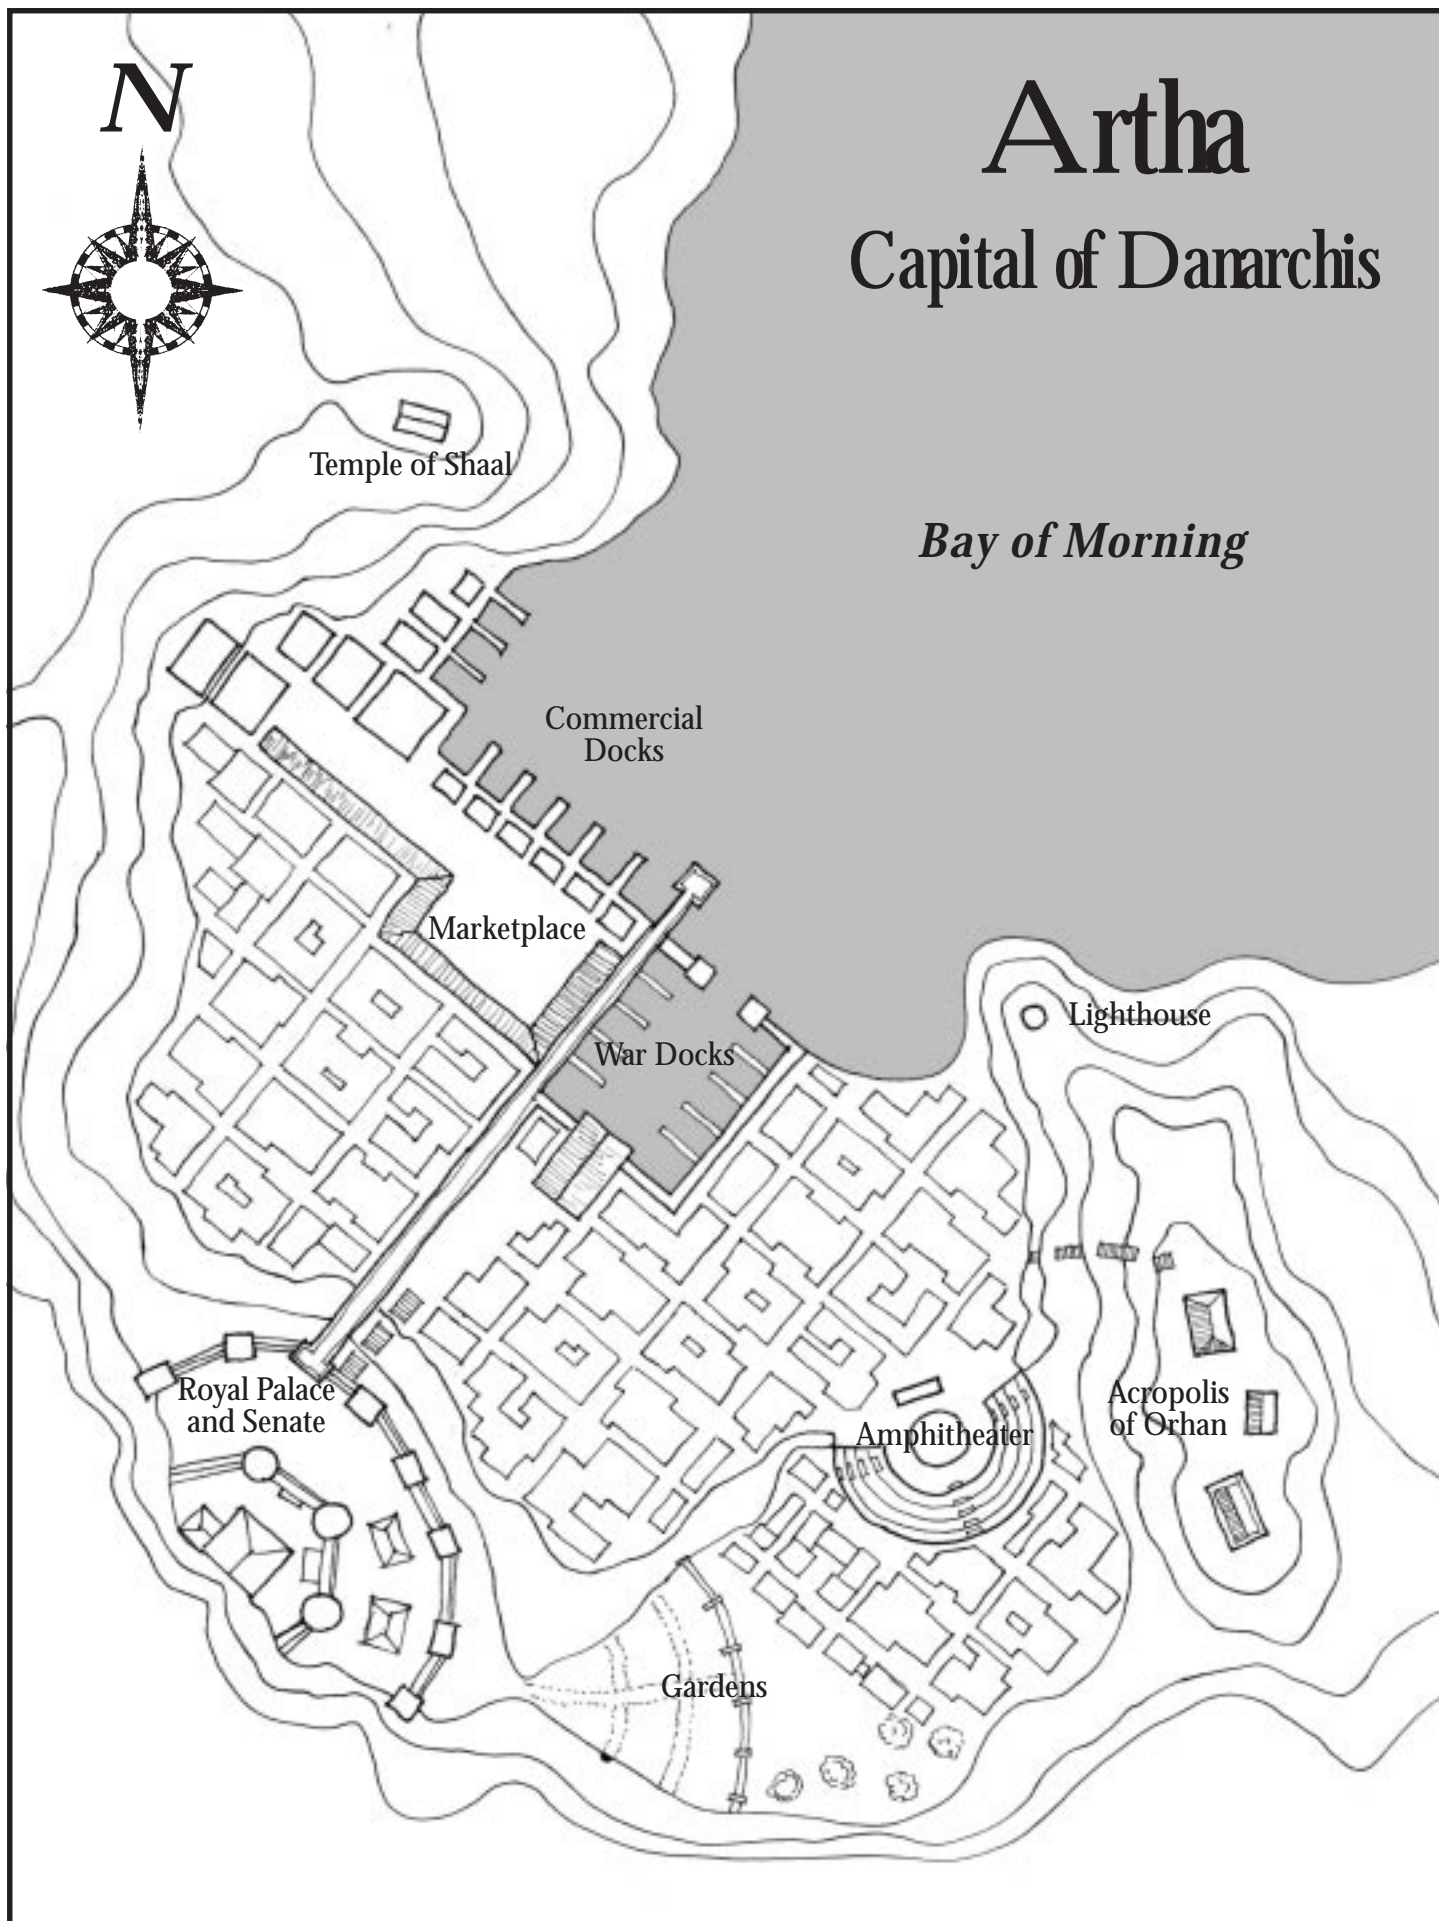 N
Artha
Capital of Danarchis
Temple of Shaal
Bay of Morning
Commercial
Docks
Marketplace
Lighthouse
War Docks
Royal Palace
and Senate
Acropolis
of Orhan
Amphitheater
Gardens